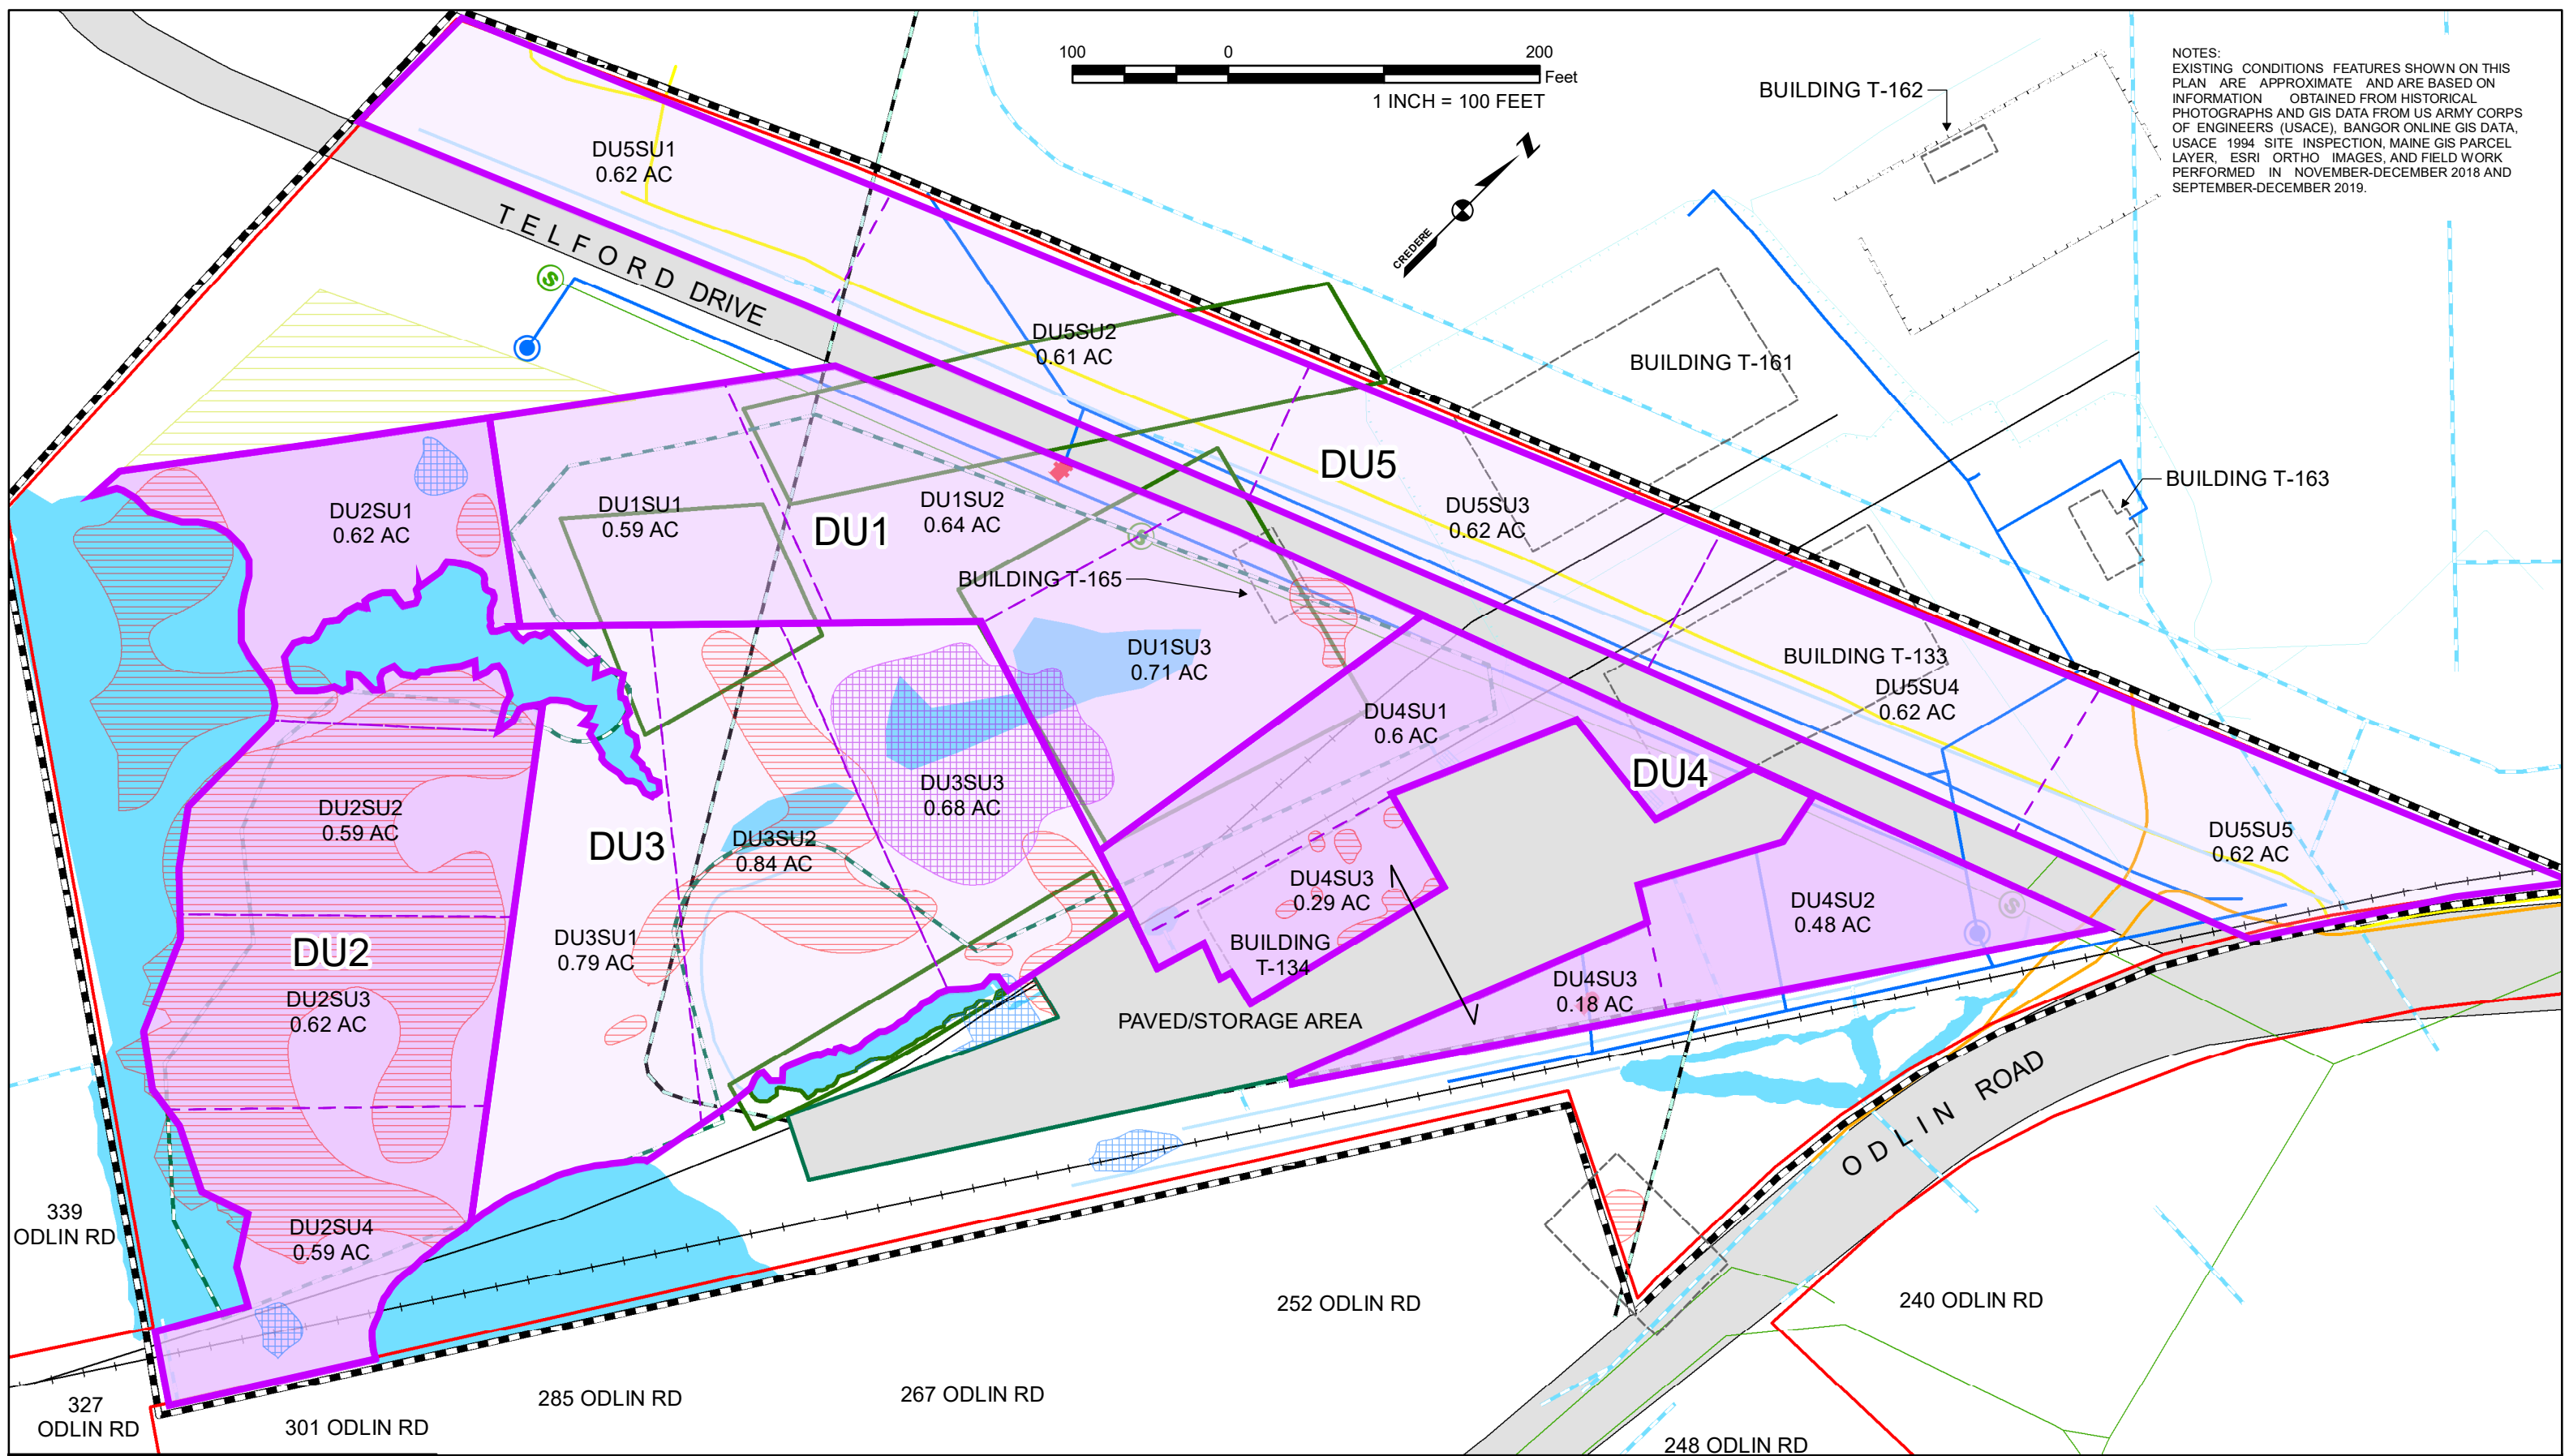 100 0 200
Feet
1 INCH = 100 FEET
NOTES:
EXISTING CONDITIONS FEATURES SHOWN ON THIS
PLAN ARE APPROXIMATE AND ARE BASED ON
INFORMATION OBTAINED FROM HISTORICAL
PHOTOGRAPHS AND GIS DATA FROM US ARMY CORPS
OF ENGINEERS (USACE), BANGOR ONLINE GIS DATA,
USACE 1994 SITE INSPECTION, MAINE GIS PARCEL
LAYER, ESRI ORTHO IMAGES, AND FIELD WORK
PERFORMED IN NOVEMBER-DECEMBER 2018 AND
SEPTEMBER-DECEMBER 2019.
BUILDING T-162
N
CREDERE
DU5SU1
0.62 AC
TELFORD DRIVE
S
DU5SU2
0.61 AC
BUILDING T-161
DU5
BUILDING T-163
DU5SU3
0.62 AC
DU2SU1
0.62 AC
DU1SU1
0.59 AC
DU1SU2
0.64 AC
DU1
S
BUILDING T-165
DU1SU3
0.71 AC
BUILDING T-133
DU5SU4
0.62 AC
DU4SU1
0.6 AC
DU4
DU3SU3
0.68 AC
DU2SU2
0.59 AC
DU3
DU3SU2
0.84 AC
DU5SU5
0.62 AC
DU4SU3
0.29 AC
DU4SU2
0.48 AC
S
BUILDING
T-134
DU2
DU3SU1
0.79 AC
DU2SU3
0.62 AC
DU4SU3
0.18 AC
PAVED/STORAGE AREA
ODLIN ROAD
339
ODLIN RD
DU2SU4
0.59 AC
252 ODLIN RD
240 ODLIN RD
327
ODLIN RD
301 ODLIN RD
285 ODLIN RD
267 ODLIN RD
248 ODLIN RD